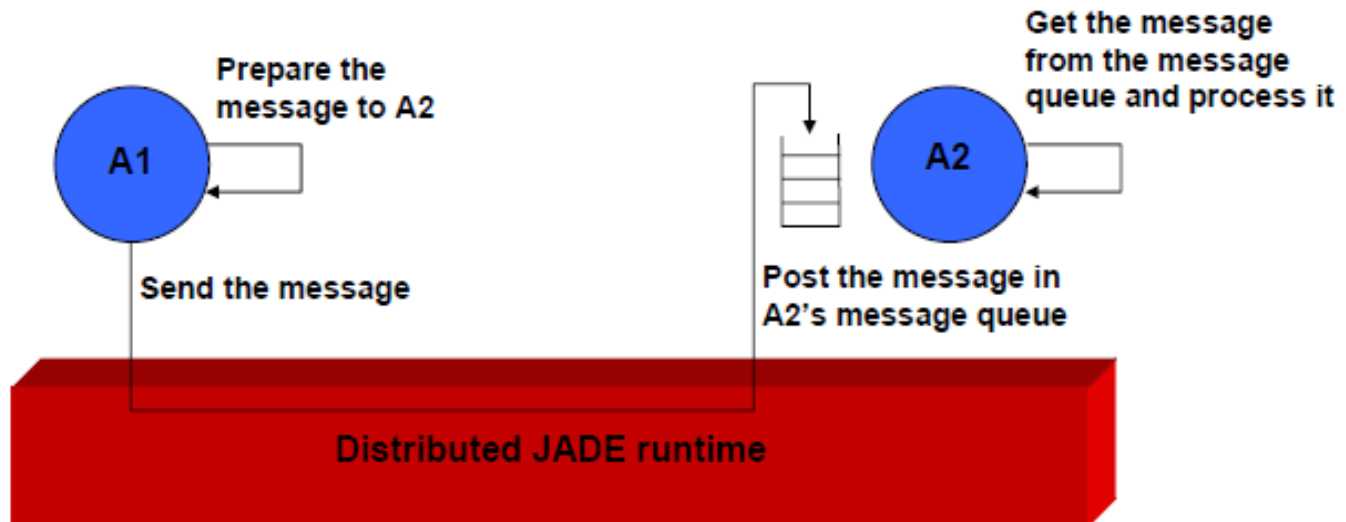 Prepare the
message to A2
A1
Send the message
Get the message
from the message
queue and process it
A2
Post the message in
A2's message queue
Distributed JADE runtime